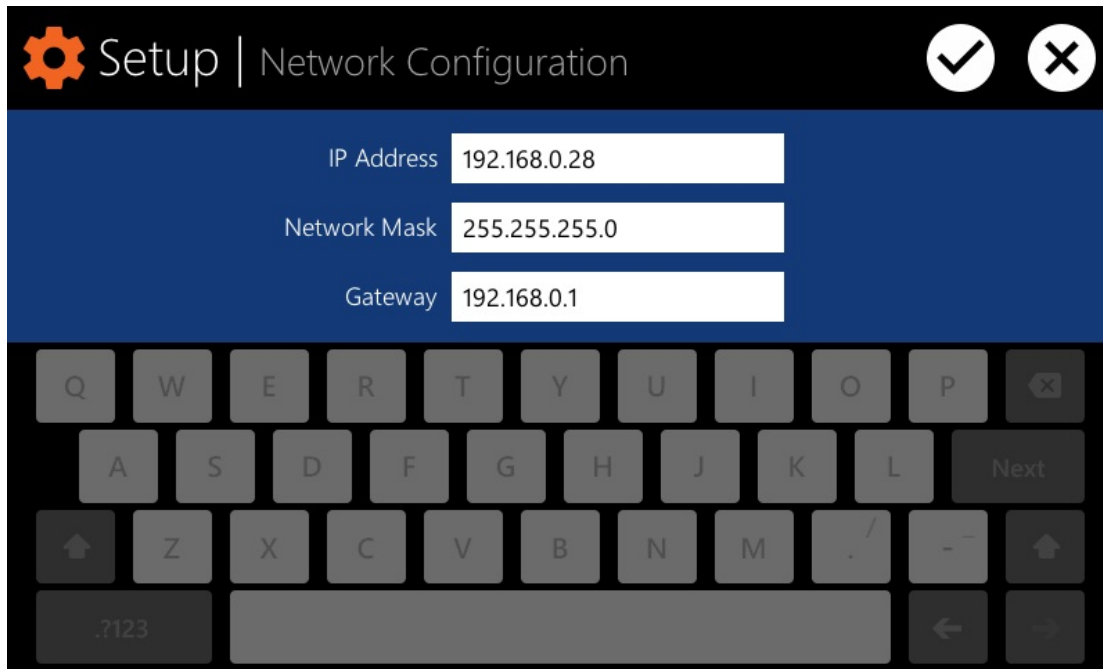 Setup | Network Configuration
IP Address 192.168.0.28
Network Mask 255.255.255.0
Gateway 192.168.0.1
Q W E R T Y U I O P
A S D F G H J K L Next
Z X C V B N M . / - _
.?123